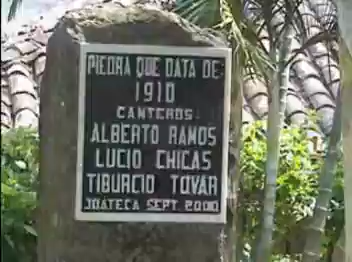 PIEDRA QUE DATA DE
1910
CANTEROS:
ALBERTO RAMOS
LUCIO CHICAS
TIBURCIO TOVAR
JOATECA SEPT. 2000